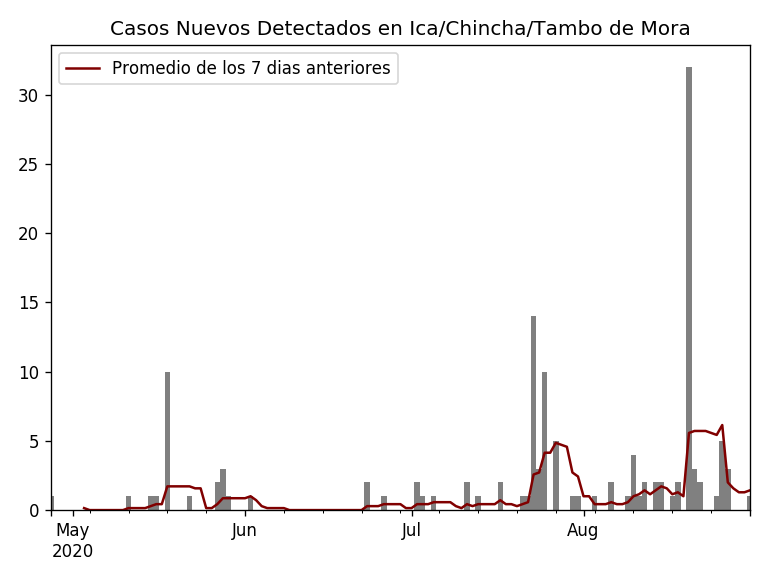 Casos Nuevos Detectados en Ica/Chincha/Tambo de Mora
Promedio de los 7 dias anteriores
30
25
20
15
10
5
0
May Jun Jul Aug
2020